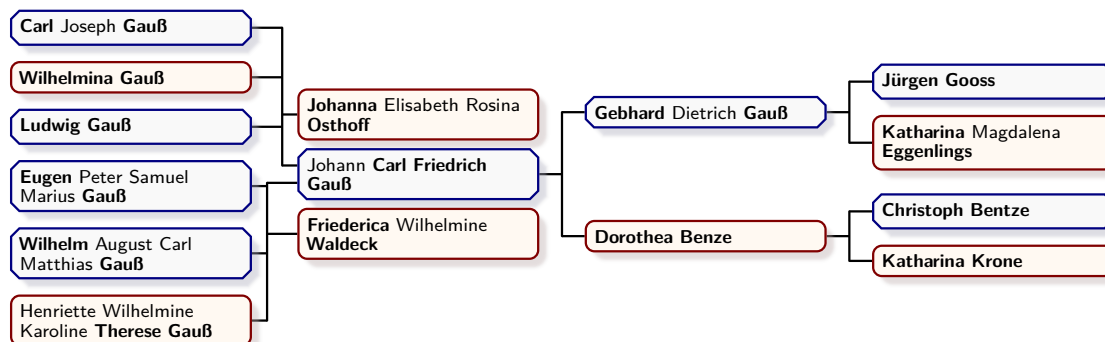 Carl Joseph Gauß
Wilhelmina Gauß
Ludwig Gauß
Eugen Peter Samuel
Marius Gauß
Wilhelm August Carl
Matthias Gauß
Henriette Wilhelmine
Karoline Therese Gauß
Johanna Elisabeth Rosina
Osthoff
Johann Carl Friedrich
Gauß
Friederica Wilhelmine
Waldeck
Gebhard Dietrich Gauß
Dorothea Benze
Jürgen Gooss
Katharina Magdalena
Eggenlings
Christoph Bentze
Katharina Krone